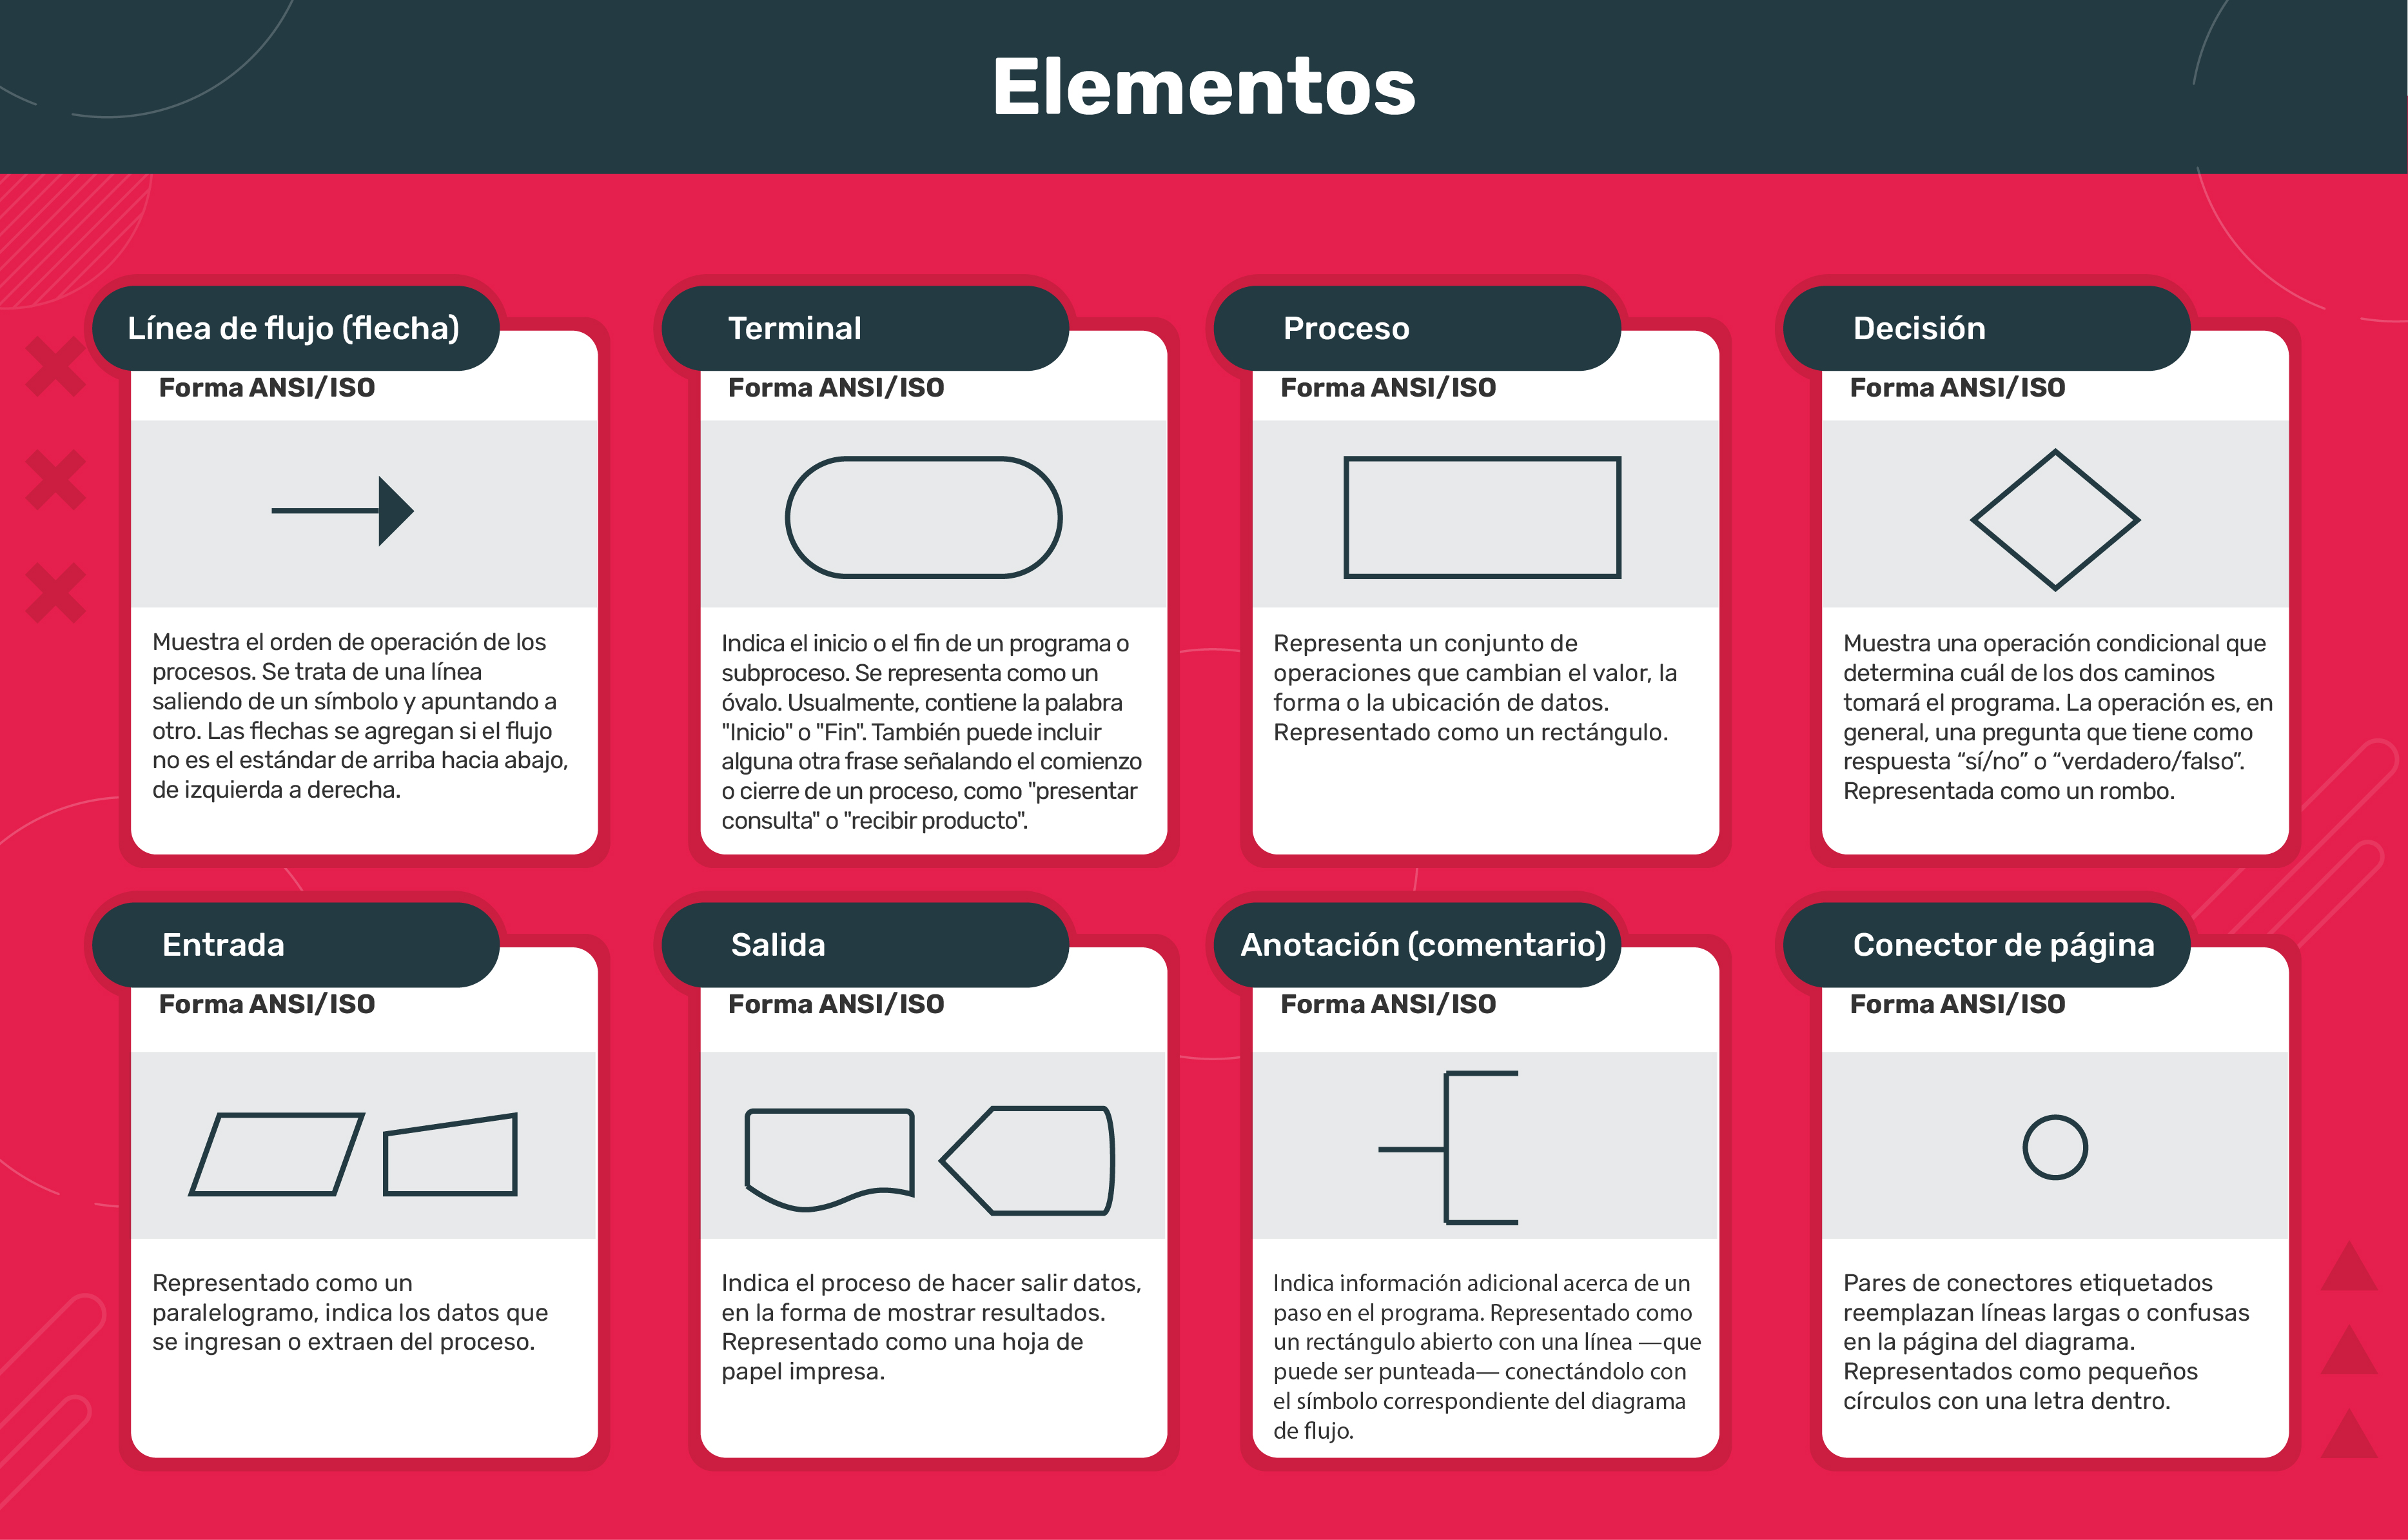 Elementos
Línea de flujo (flecha)
Forma ANSI/ISO
Muestra el orden de operación de los
procesos. Se trata de una línea
saliendo de un símbolo y apuntando a
otro. Las flechas se agregan si el flujo
no es el estándar de arriba hacia abajo,
de izquierda a derecha.
Terminal
Forma ANSI/ISO
Indica el inicio o el fin de un programa o
subproceso. Se representa como un
óvalo. Usualmente, contiene la palabra
"Inicio" o "Fin". También puede incluir
alguna otra frase señalando el comienzo
o cierre de un proceso, como "presentar
consulta" o "recibir producto".
Proceso
Forma ANSI/ISO
Representa un conjunto de
operaciones que cambian el valor, la
forma o la ubicación de datos.
Representado como un rectángulo.
Decisión
Forma ANSI/ISO
Muestra una operación condicional que
determina cuál de los dos caminos
tomará el programa. La operación es, en
general, una pregunta que tiene como
respuesta “sí/no” o “verdadero/falso”.
Representada como un rombo.
Entrada
Forma ANSI/ISO
Representado como un
paralelogramo, indica los datos que
se ingresan o extraen del proceso.
Salida
Forma ANSI/ISO
Indica el proceso de hacer salir datos,
en la forma de mostrar resultados.
Representado como una hoja de
papel impresa.
Anotación (comentario)
Forma ANSI/ISO
Indica información adicional acerca de un
paso en el programa. Representado como
un rectángulo abierto con una línea —que
puede ser punteada— conectándolo con
el símbolo correspondiente del diagrama
de flujo.
Conector de página
Forma ANSI/ISO
Pares de conectores etiquetados
reemplazan líneas largas o confusas
en la página del diagrama.
Representados como pequeños
círculos con una letra dentro.